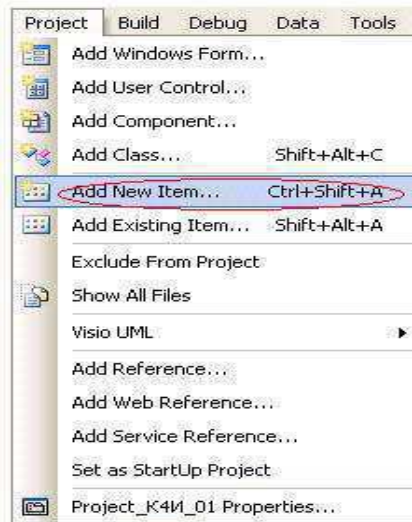 Project Build Debug Data Tools
Add Windows Form...
Add User Control...
Add Component...
Add Class... Shift+Alt+C
Add New Item... Ctrl+Shift+A
Add Existing Item... Shift+Alt+A
Exclude From Project
Show All Files
Visio UML
Add Reference...
Add Web Reference...
Add Service Reference...
Set as StartUp Project
Project_К4И_01 Properties...